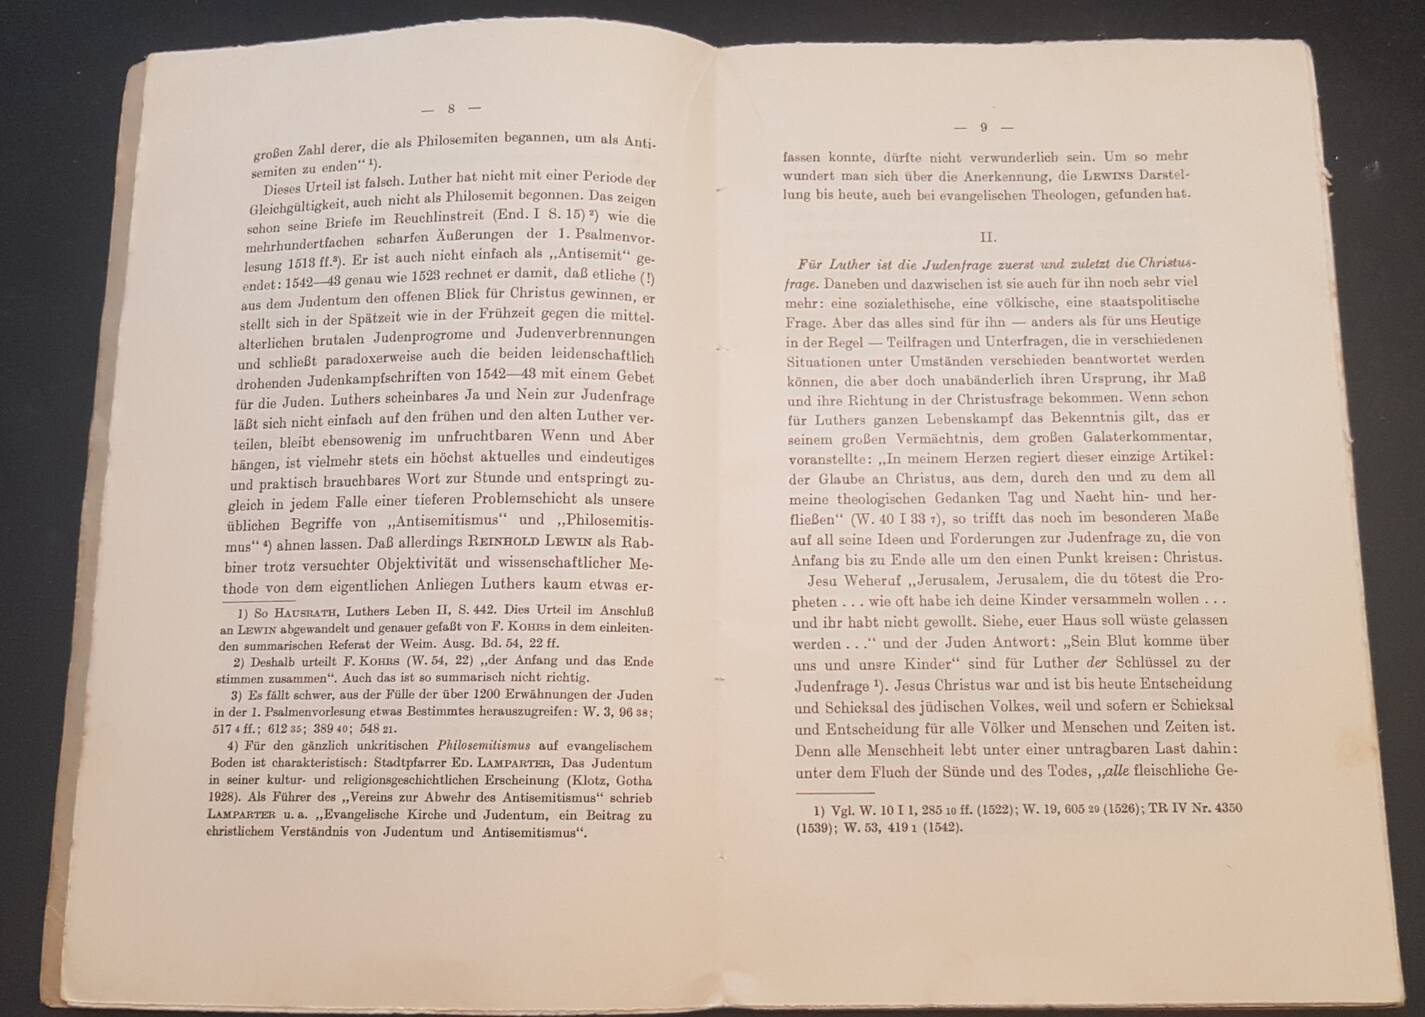 — 8 —
großen Zahl derer, die als Philosemiten begannen, um als Anti-
semiten zu enden“ ¹).
Dieses Urteil ist falsch. Luther hat nicht mit einer Periode der
Gleichgültigkeit, auch nicht als Philosemit begonnen. Das zeigen
schon seine Briefe im Reuchlinstreit (End. I S. 15) ²) wie die
mehrhundertfachen scharfen Äußerungen der 1. Psalmenvor-
lesung 1513 ff.³). Er ist auch nicht einfach als „Antisemit“ ge-
endet: 1542—43 genau wie 1523 rechnet er damit, daß etliche (!)
aus dem Judentum den offenen Blick für Christus gewinnen, er
stellt sich in der Spätzeit wie in der Frühzeit gegen die mittel-
alterlichen brutalen Judenprogrome und Judenverbrennungen
und schließt paradoxerweise auch die beiden leidenschaftlich
drohenden Judenkampfschriften von 1542—43 mit einem Gebet
für die Juden. Luthers scheinbares Ja und Nein zur Judenfrage
läßt sich nicht einfach auf den frühen und den alten Luther ver-
teilen, bleibt ebensowenig im unfruchtbaren Wenn und Aber
hängen, ist vielmehr stets ein höchst aktuelles und eindeutiges
und praktisch brauchbares Wort zur Stunde und entspringt zu-
gleich in jedem Falle einer tieferen Problemschicht als unsere
üblichen Begriffe von „Antisemitismus“ und „Philosemitis-
mus“ ⁴) ahnen lassen. Daß allerdings REINHOLD LEWIN als Rab-
biner trotz versuchter Objektivität und wissenschaftlicher Me-
thode von dem eigentlichen Anliegen Luthers kaum etwas er-
1) So HAUSRATH, Luthers Leben II, S. 442. Dies Urteil im Anschluß
an LEWIN abgewandelt und genauer gefaßt von F. KOHRS in dem einleiten-
den summarischen Referat der Weim. Ausg. Bd. 54, 22 ff.
2) Deshalb urteilt F. KOHRS (W. 54, 22) „der Anfang und das Ende
stimmen zusammen“. Auch das ist so summarisch nicht richtig.
3) Es fällt schwer, aus der Fülle der über 1200 Erwähnungen der Juden
in der 1. Psalmenvorlesung etwas Bestimmtes herauszugreifen: W. 3, 96 38;
517 4 ff.; 612 35; 389 40; 548 21.
4) Für den gänzlich unkritischen Philosemitismus auf evangelischem
Boden ist charakteristisch: Stadtpfarrer ED. LAMPARTER, Das Judentum
in seiner kultur- und religionsgeschichtlichen Erscheinung (Klotz, Gotha
1928). Als Führer des „Vereins zur Abwehr des Antisemitismus“ schrieb
LAMPARTER u. a. „Evangelische Kirche und Judentum, ein Beitrag zu
christlichem Verständnis von Judentum und Antisemitismus“.
— 9 —
fassen konnte, dürfte nicht verwunderlich sein. Um so mehr
wundert man sich über die Anerkennung, die LEWINS Darstel-
lung bis heute, auch bei evangelischen Theologen, gefunden hat.
II.
Für Luther ist die Judenfrage zuerst und zuletzt die Christus-
frage. Daneben und dazwischen ist sie auch für ihn noch sehr viel
mehr: eine sozialethische, eine völkische, eine staatspolitische
Frage. Aber das alles sind für ihn — anders als für uns Heutige
in der Regel — Teilfragen und Unterfragen, die in verschiedenen
Situationen unter Umständen verschieden beantwortet werden
können, die aber doch unabänderlich ihren Ursprung, ihr Maß
und ihre Richtung in der Christusfrage bekommen. Wenn schon
für Luthers ganzen Lebenskampf das Bekenntnis gilt, das er
seinem großen Vermächtnis, dem großen Galaterkommentar,
voranstellte: „In meinem Herzen regiert dieser einzige Artikel:
der Glaube an Christus, aus dem, durch den und zu dem all
meine theologischen Gedanken Tag und Nacht hin- und her-
fließen“ (W. 40 I 33 7), so trifft das noch im besonderen Maße
auf all seine Ideen und Forderungen zur Judenfrage zu, die von
Anfang bis zu Ende alle um den einen Punkt kreisen: Christus.
Jesu Weheruf „Jerusalem, Jerusalem, die du tötest die Pro-
pheten . . . wie oft habe ich deine Kinder versammeln wollen . . .
und ihr habt nicht gewollt. Siehe, euer Haus soll wüste gelassen
werden . . .“ und der Juden Antwort: „Sein Blut komme über
uns und unsre Kinder“ sind für Luther der Schlüssel zu der
Judenfrage ¹). Jesus Christus war und ist bis heute Entscheidung
und Schicksal des jüdischen Volkes, weil und sofern er Schicksal
und Entscheidung für alle Völker und Menschen und Zeiten ist.
Denn alle Menschheit lebt unter einer untragbaren Last dahin:
unter dem Fluch der Sünde und des Todes, „alle fleischliche Ge-
1) Vgl. W. 10 I 1, 285 10 ff. (1522); W. 19, 605 29 (1526); TR IV Nr. 4350
(1539); W. 53, 419 1 (1542).